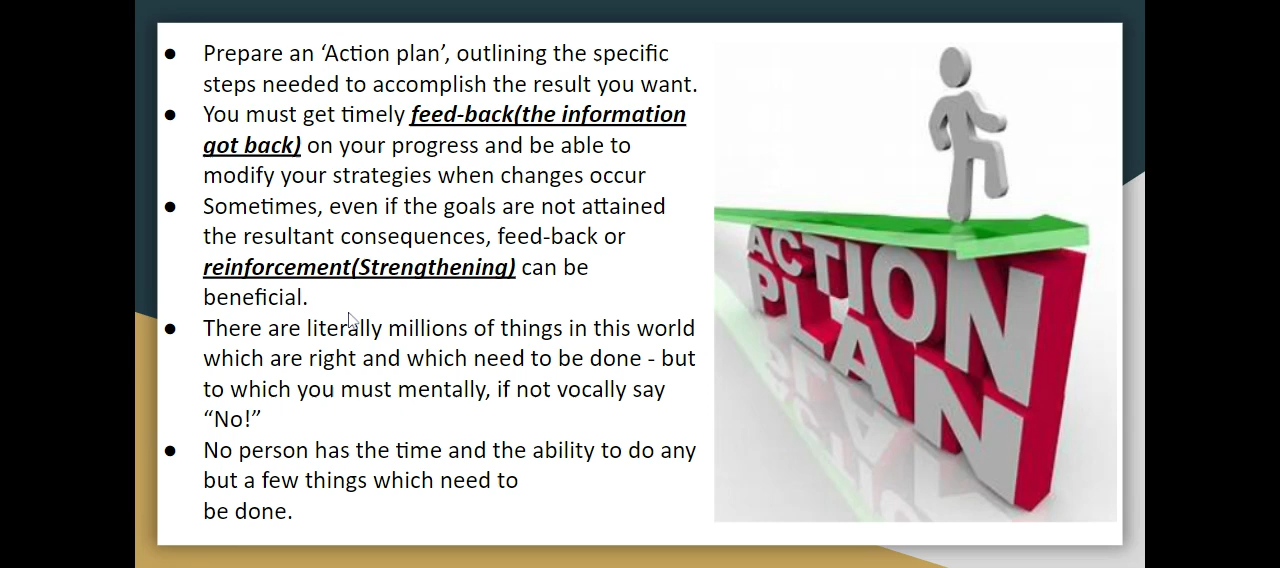 ● Prepare an ‘Action plan’, outlining the specific
steps needed to accomplish the result you want.
● You must get timely feed-back(the information
got back) on your progress and be able to
modify your strategies when changes occur
● Sometimes, even if the goals are not attained
the resultant consequences, feed-back or
reinforcement(Strengthening) can be
beneficial.
● There are literally millions of things in this world
which are right and which need to be done - but
to which you must mentally, if not vocally say
“No!”
● No person has the time and the ability to do any
but a few things which need to
be done.
ACTION
PLAN